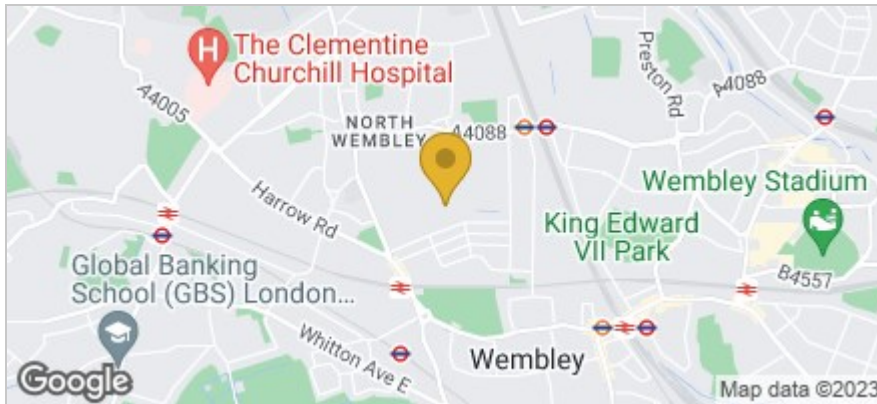 The Clementine
Churchill Hospital
H
A4005
Preston Rd
A4088
NORTH
WEMBLEY
A4088
Harrow Rd
Wembley Stadium
King Edward
VII Park
B4557
Global Banking
School (GBS) London...
Whitton Ave E
Wembley
Google
Map data ©2023